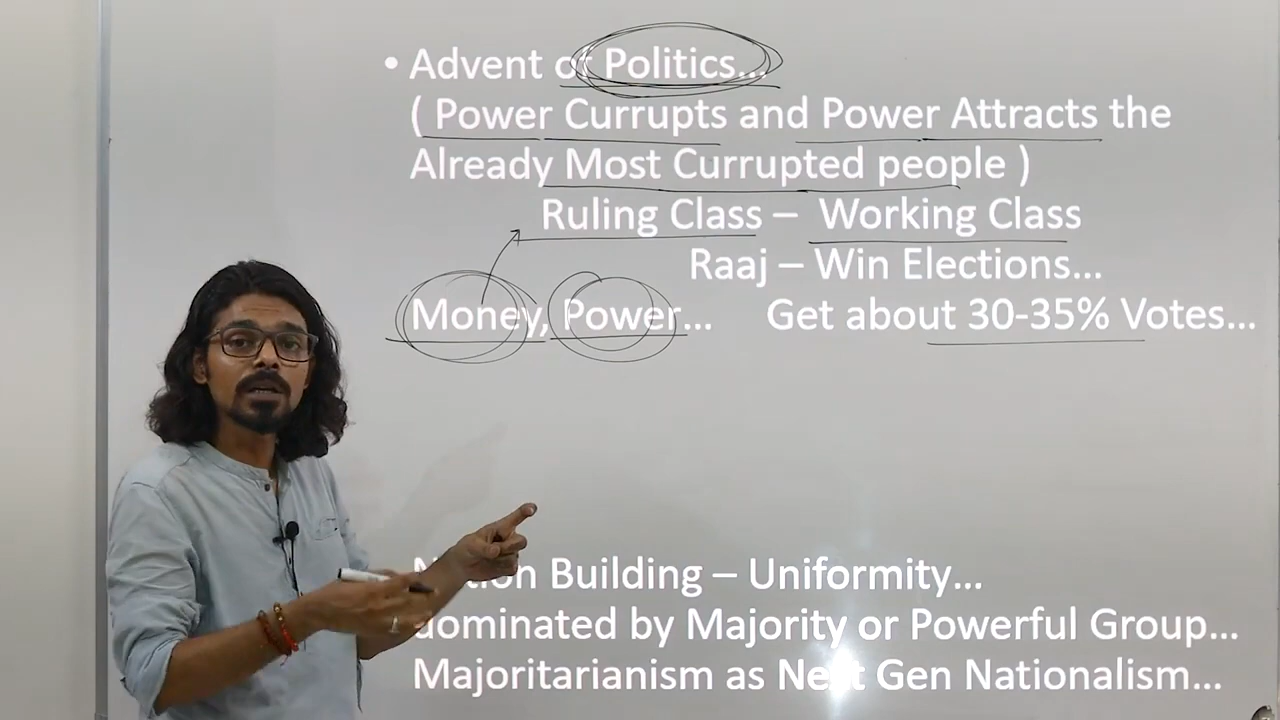 • Advent of Politics...
( Power Currupts and Power Attracts the
Already Most Currupted people )
Ruling Class – Working Class
Raaj – Win Elections...
Money, Power... Get about 30-35% Votes...
Nation Building – Uniformity...
dominated by Majority or Powerful Group...
Majoritarianism as Next Gen Nationalism...